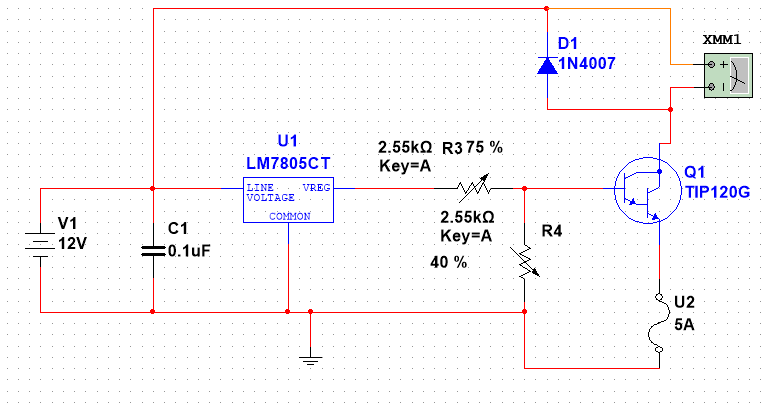 XMM1
D1
1N4007
U1
LM7805CT
LINE VREG
VOLTAGE
COMMON
2.55kΩ R3 75 %
Key=A
Q1
TIP120G
2.55kΩ
Key=A
R4
40 %
V1
12V
C1
0.1uF
U2
5A